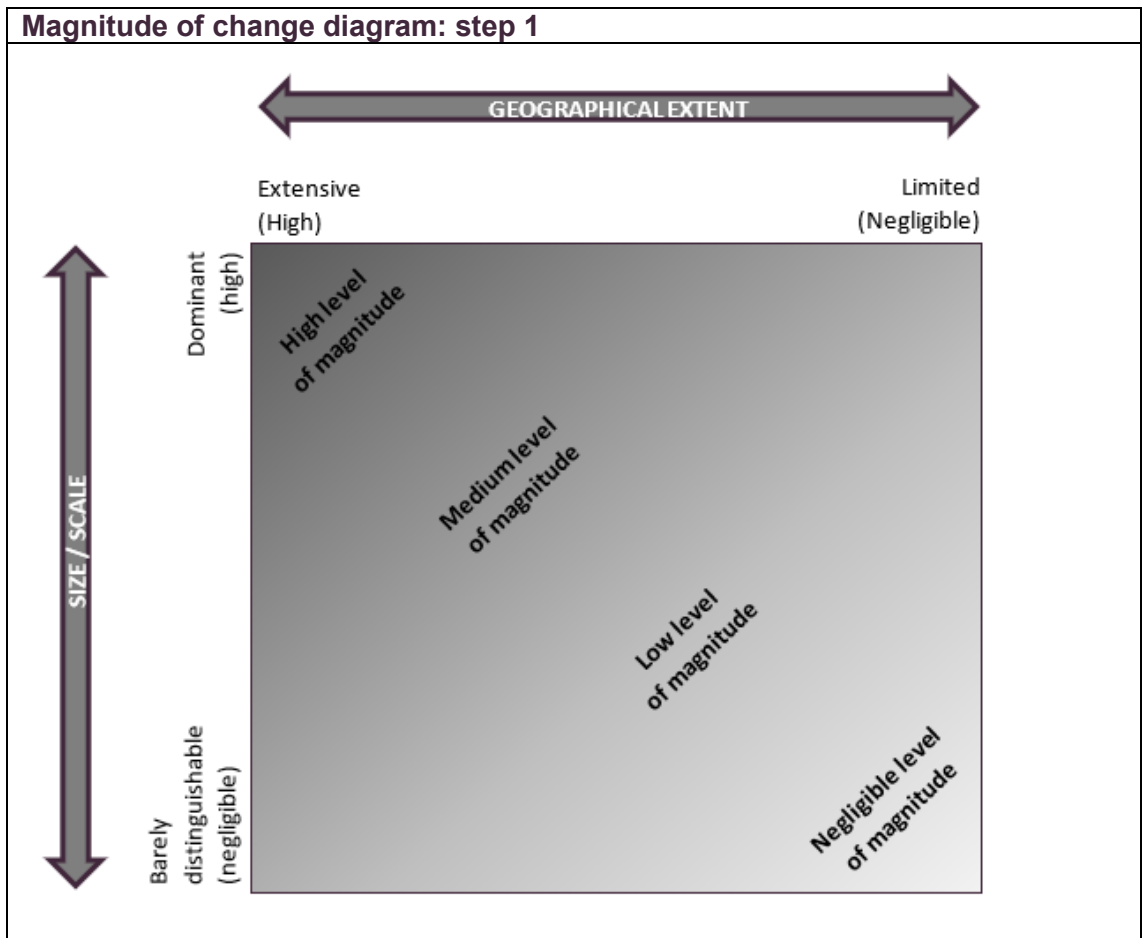 Magnitude of change diagram: step 1
GEOGRAPHICAL EXTENT
Extensive
(High)
Limited
(Negligible)
SIZE / SCALE
Dominant
(high)
Barely
distinguishable
(negligible)
High level
of magnitude
Medium level
of magnitude
Low level
of magnitude
Negligible level
of magnitude